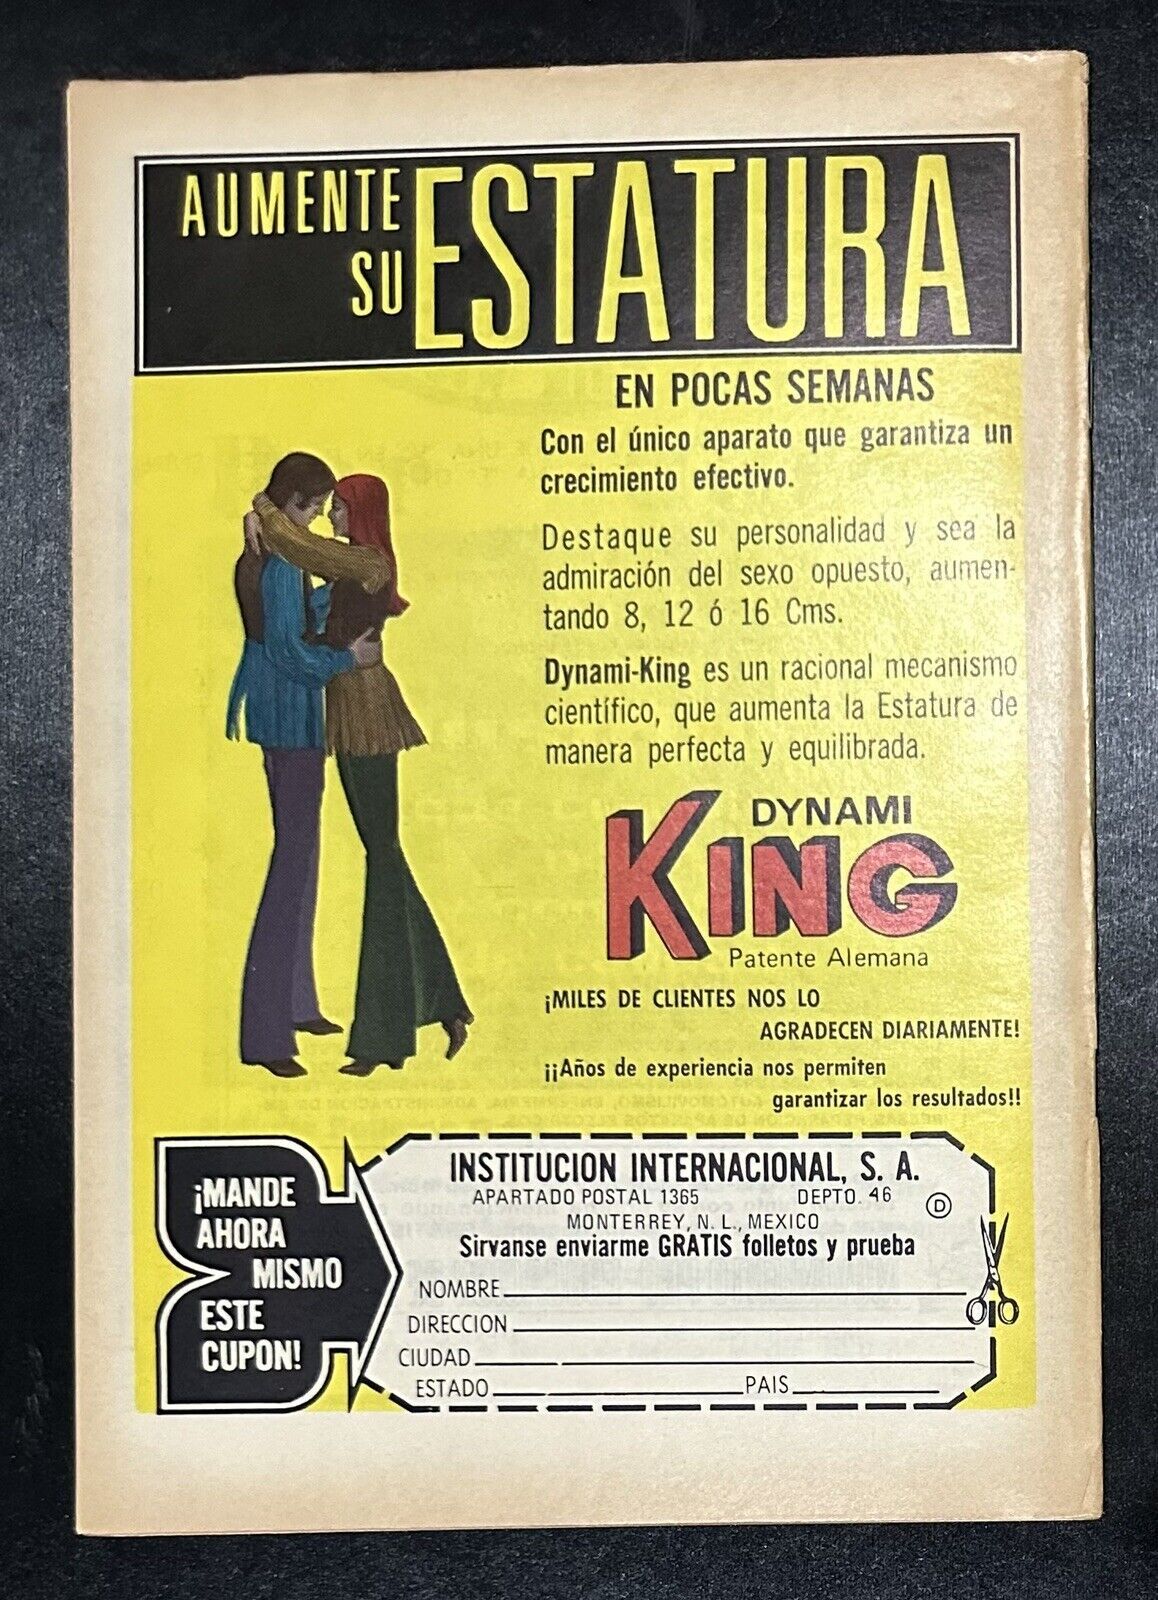 AUMENTE
SU
ESTATURA
EN POCAS SEMANAS
Con el único aparato que garantiza un
crecimiento efectivo.
Destaque su personalidad y sea la
admiración del sexo opuesto, aumen-
tando 8, 12 ó 16 Cms.
Dynami-King es un racional mecanismo
científico, que aumenta la Estatura de
manera perfecta y equilibrada.
DYNAMI
KING
Patente Alemana
¡MILES DE CLIENTES NOS LO
AGRADECEN DIARIAMENTE!
¡¡Años de experiencia nos permiten
garantizar los resultados!!
¡MANDE
AHORA
MISMO
ESTE
CUPON!
INSTITUCION INTERNACIONAL, S. A.
APARTADO POSTAL 1365 DEPTO. 46
D
MONTERREY, N. L., MEXICO
Sirvanse enviarme GRATIS folletos y prueba
NOMBRE
DIRECCION
CIUDAD
ESTADO PAIS